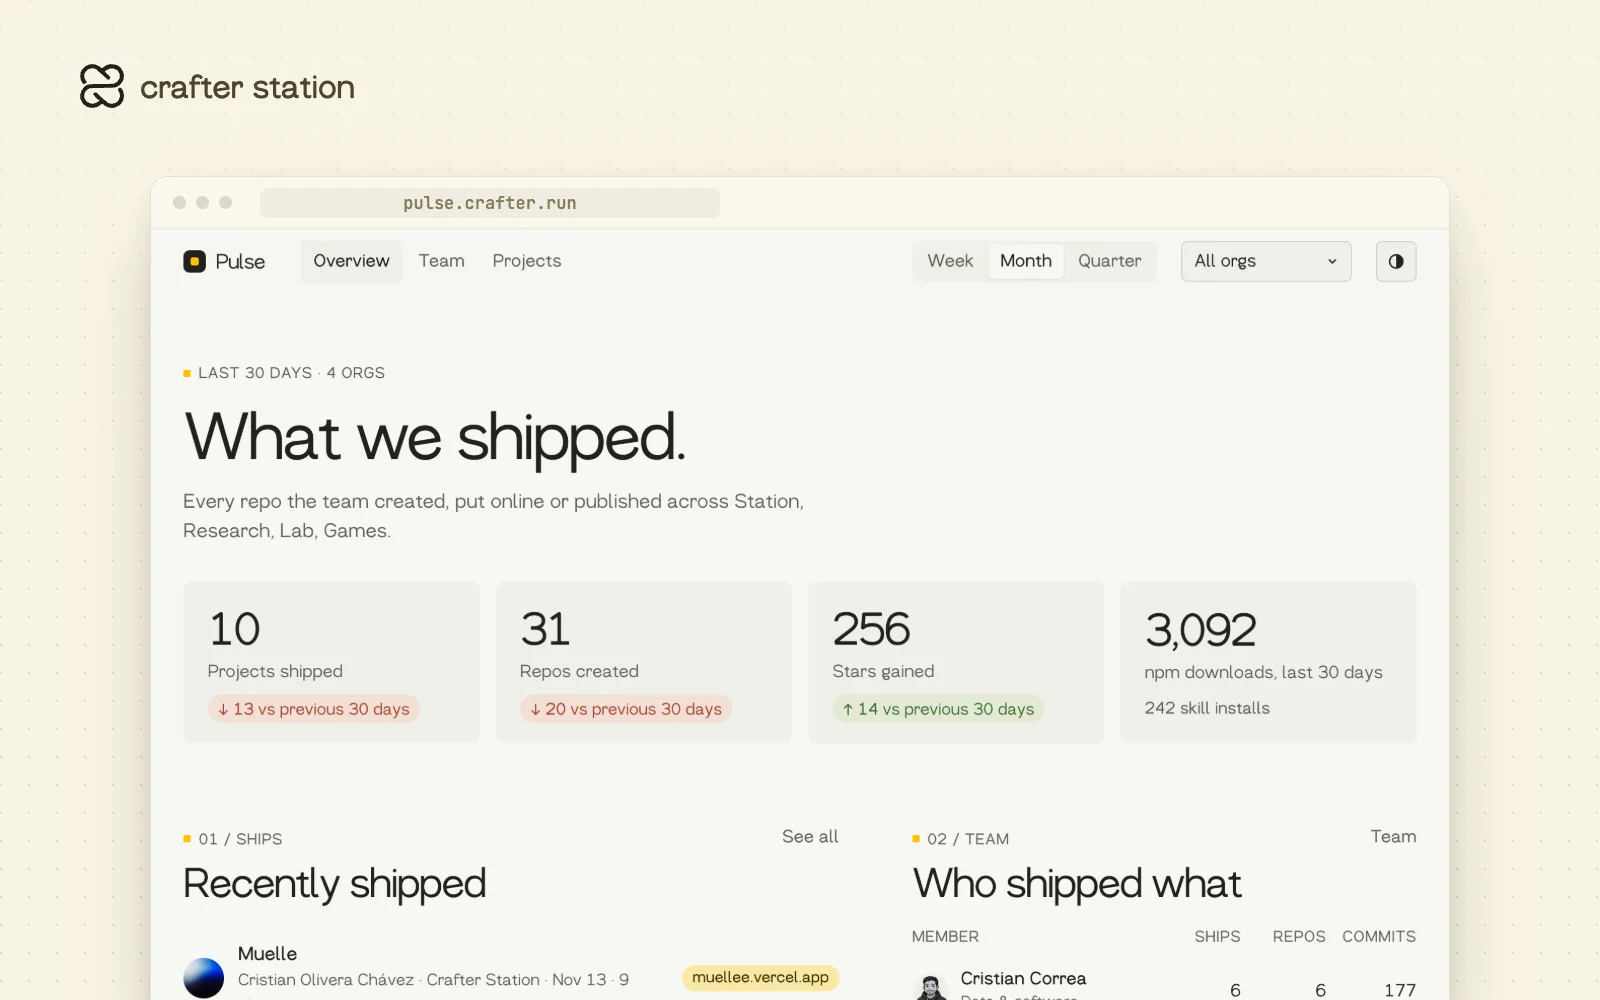 crafter station
pulse.crafter.run
Pulse
Overview
Team
Projects
Week
Month
Quarter
All orgs
LAST 30 DAYS · 4 ORGS
What we shipped.
Every repo the team created, put online or published across Station,
Research, Lab, Games.
10
Projects shipped
↓ 13 vs previous 30 days
31
Repos created
↓ 20 vs previous 30 days
256
Stars gained
↑ 14 vs previous 30 days
3,092
npm downloads, last 30 days
242 skill installs
01 / SHIPS
See all
Recently shipped
Muelle
Cristian Olivera Chávez · Crafter Station · Nov 13 · 9
muellee.vercel.app
02 / TEAM
Team
Who shipped what
MEMBER SHIPS REPOS COMMITS
Cristian Correa
6 6 177